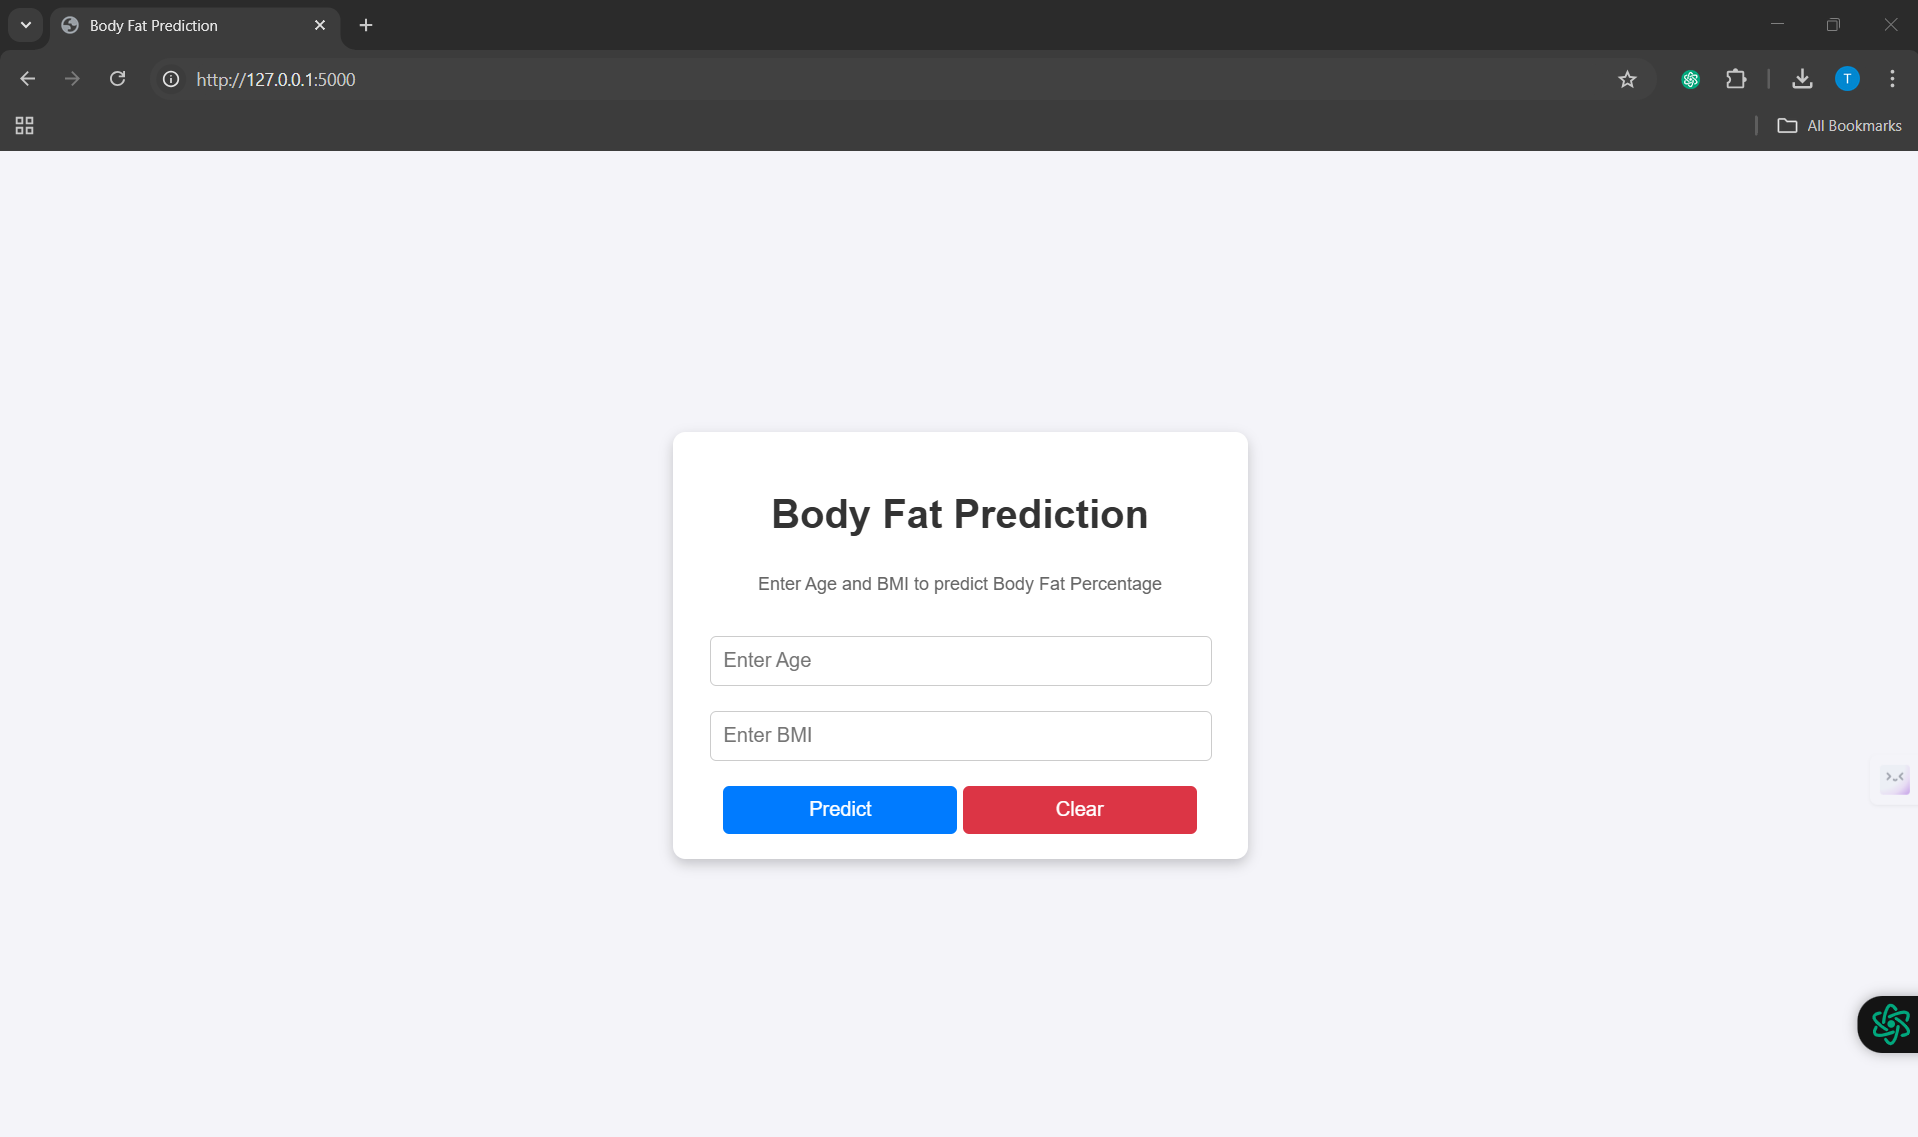 Body Fat Prediction
http://127.0.0.1:5000
T
All Bookmarks
Body Fat Prediction
Enter Age and BMI to predict Body Fat Percentage
Enter Age
Enter BMI
Predict Clear